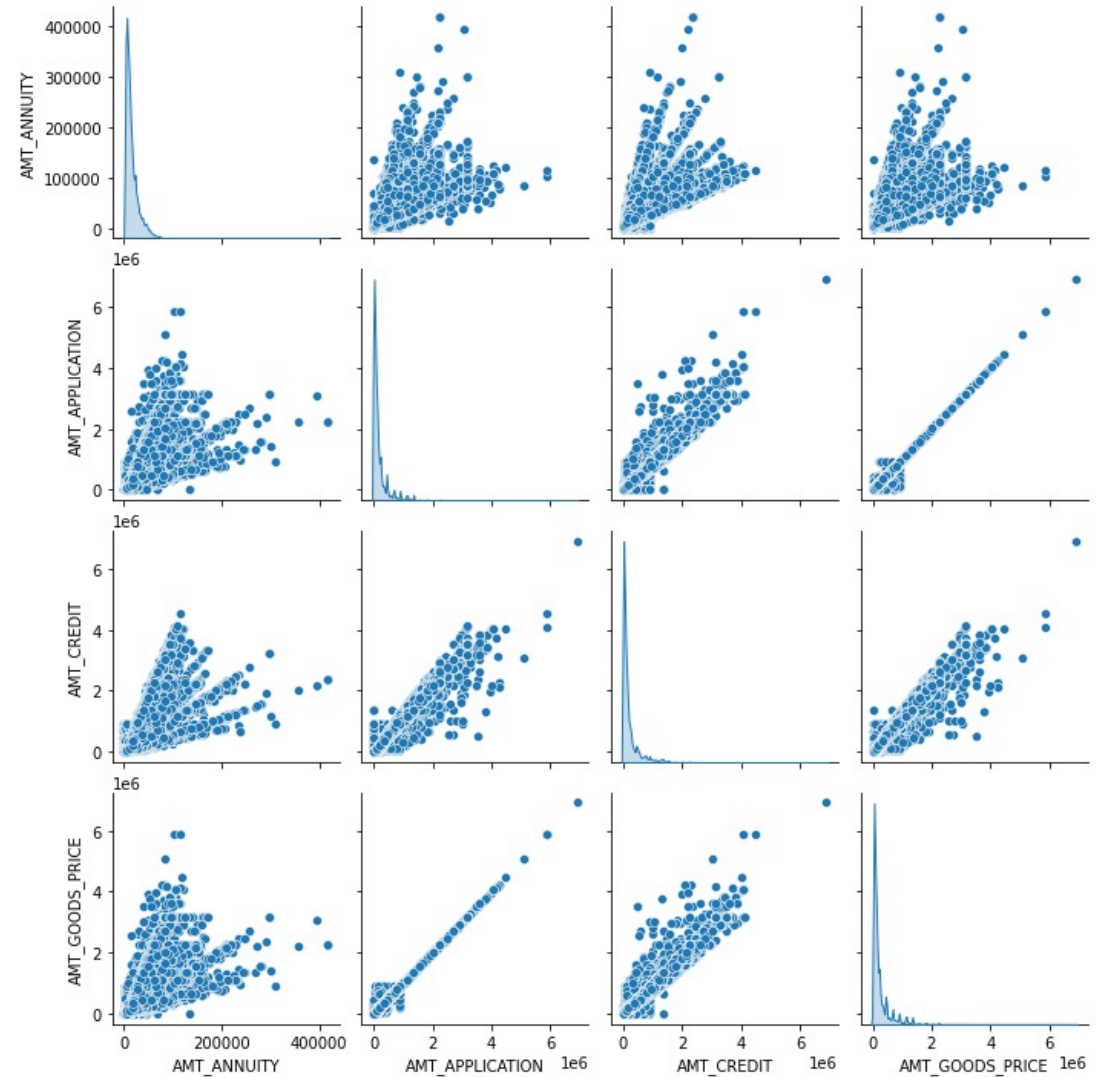 400000
300000
200000
100000
0
AMT_ANNUITY
1e6
6
4
2
0
AMT_APPLICATION
1e6
6
4
2
0
AMT_CREDIT
1e6
6
4
2
0
AMT_GOODS_PRICE
0 200000 400000
AMT_ANNUITY
0 2 4 6
1e6
AMT_APPLICATION
0 2 4 6
1e6
AMT_CREDIT
0 2 4 6
1e6
AMT_GOODS_PRICE